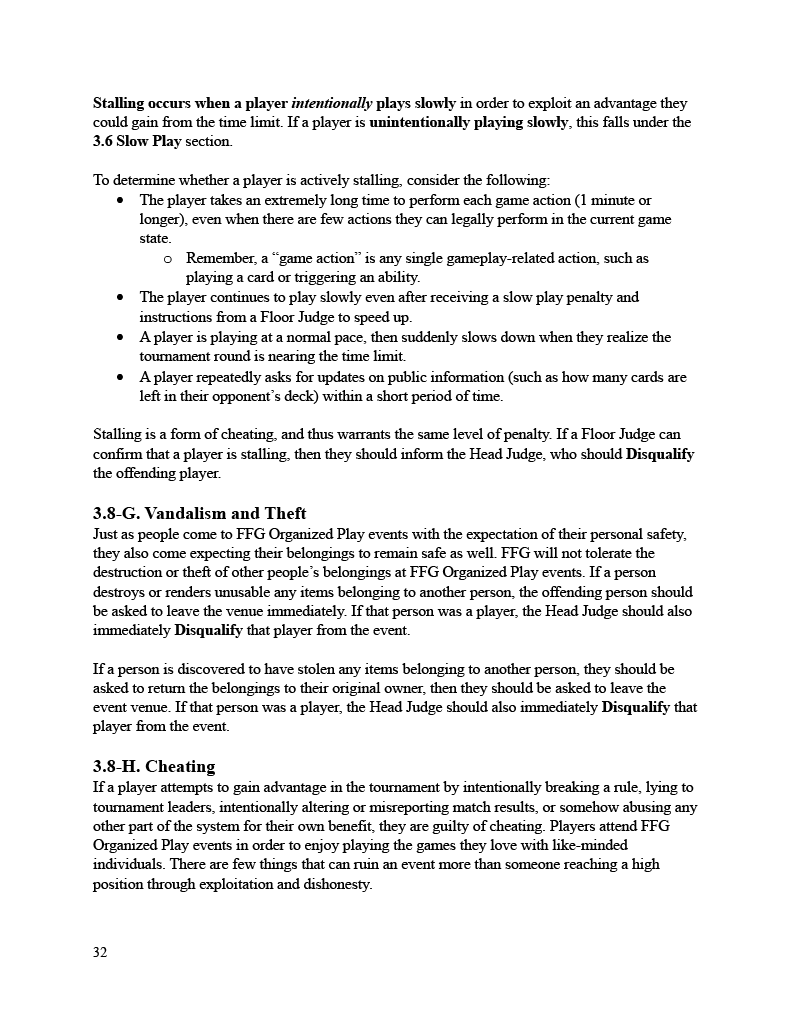 Stalling occurs when a player intentionally plays slowly in order to exploit an advantage they
could gain from the time limit. If a player is unintentionally playing slowly, this falls under the
3.6 Slow Play section.
To determine whether a player is actively stalling, consider the following:
• The player takes an extremely long time to perform each game action (1 minute or
longer), even when there are few actions they can legally perform in the current game
state.
o Remember, a “game action” is any single gameplay-related action, such as
playing a card or triggering an ability.
• The player continues to play slowly even after receiving a slow play penalty and
instructions from a Floor Judge to speed up.
• A player is playing at a normal pace, then suddenly slows down when they realize the
tournament round is nearing the time limit.
• A player repeatedly asks for updates on public information (such as how many cards are
left in their opponent’s deck) within a short period of time.
Stalling is a form of cheating, and thus warrants the same level of penalty. If a Floor Judge can
confirm that a player is stalling, then they should inform the Head Judge, who should Disqualify
the offending player.
3.8-G. Vandalism and Theft
Just as people come to FFG Organized Play events with the expectation of their personal safety,
they also come expecting their belongings to remain safe as well. FFG will not tolerate the
destruction or theft of other people’s belongings at FFG Organized Play events. If a person
destroys or renders unusable any items belonging to another person, the offending person should
be asked to leave the venue immediately. If that person was a player, the Head Judge should also
immediately Disqualify that player from the event.
If a person is discovered to have stolen any items belonging to another person, they should be
asked to return the belongings to their original owner, then they should be asked to leave the
event venue. If that person was a player, the Head Judge should also immediately Disqualify that
player from the event.
3.8-H. Cheating
If a player attempts to gain advantage in the tournament by intentionally breaking a rule, lying to
tournament leaders, intentionally altering or misreporting match results, or somehow abusing any
other part of the system for their own benefit, they are guilty of cheating. Players attend FFG
Organized Play events in order to enjoy playing the games they love with like-minded
individuals. There are few things that can ruin an event more than someone reaching a high
position through exploitation and dishonesty.
32